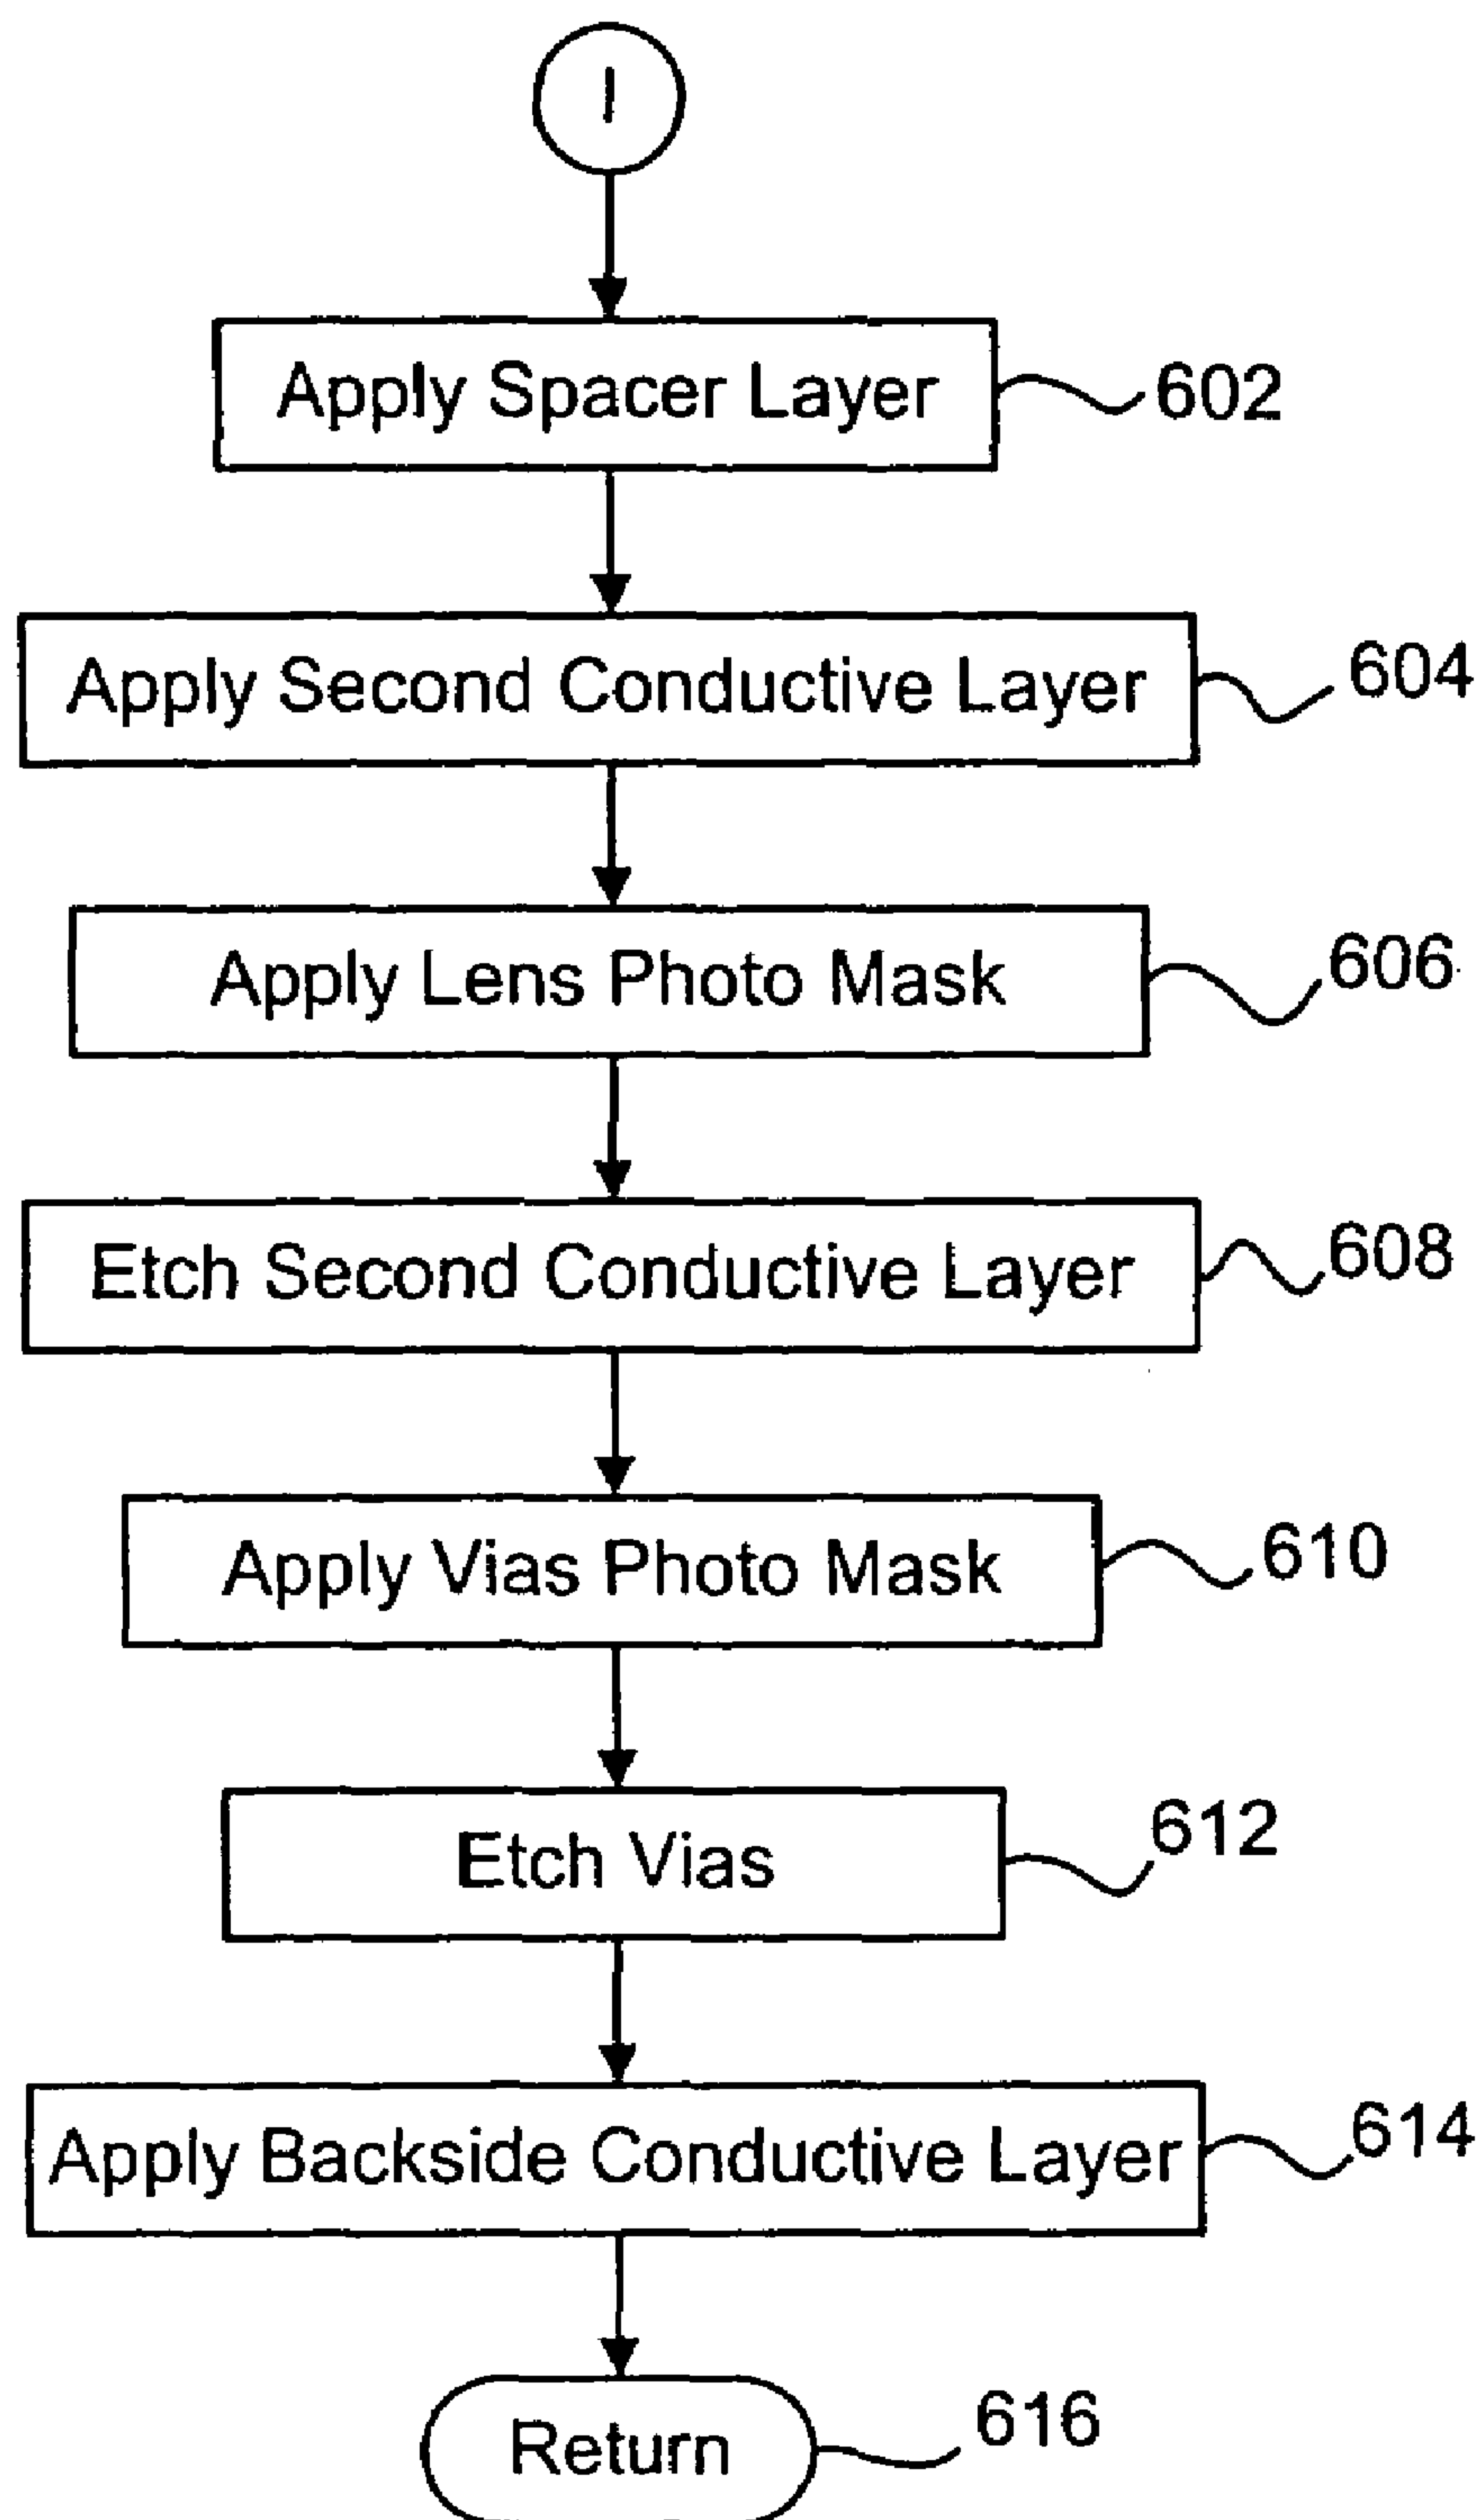 I
Apply Spacer Layer 602
Apply Second Conductive Layer 604
Apply Lens Photo Mask 606
Etch Second Conductive Layer 608
Apply Vias Photo Mask 610
Etch Vias 612
Apply Backside Conductive Layer 614
Return 616